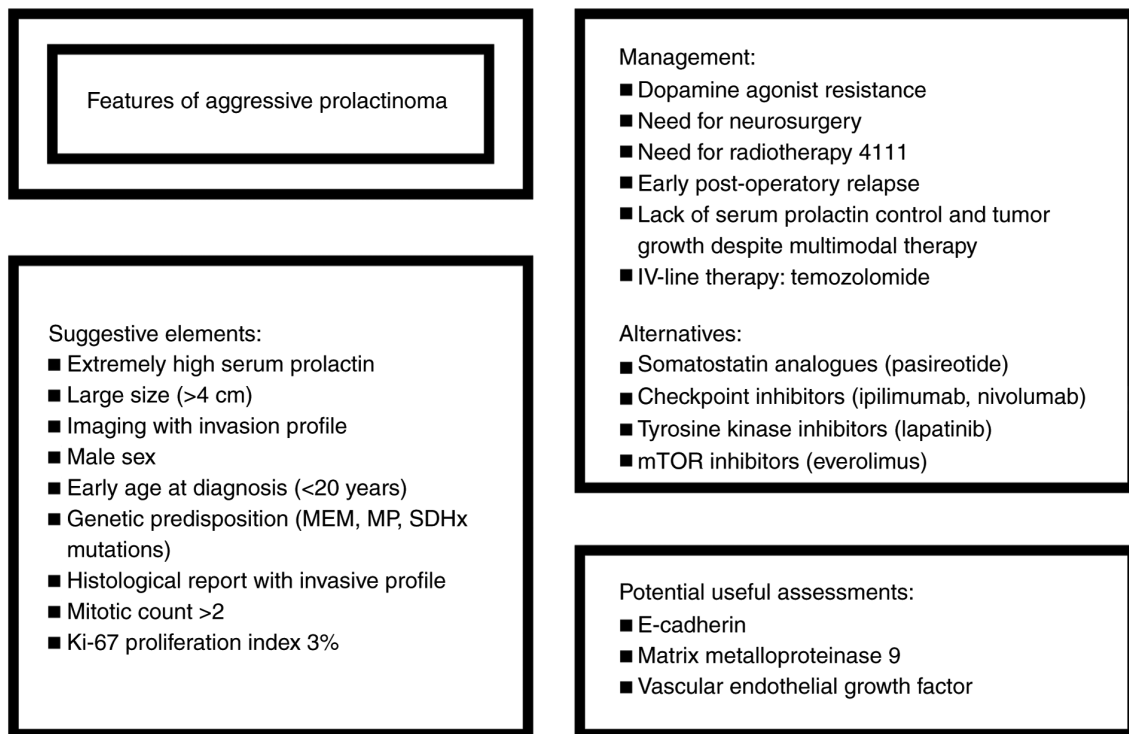 Features of aggressive prolactinoma
Suggestive elements:
■ Extremely high serum prolactin
■ Large size (>4 cm)
■ Imaging with invasion profile
■ Male sex
■ Early age at diagnosis (<20 years)
■ Genetic predisposition (MEM, MP, SDHx
mutations)
■ Histological report with invasive profile
■ Mitotic count >2
■ Ki-67 proliferation index 3%
Management:
■ Dopamine agonist resistance
■ Need for neurosurgery
■ Need for radiotherapy 4111
■ Early post-operatory relapse
■ Lack of serum prolactin control and tumor
growth despite multimodal therapy
■ IV-line therapy: temozolomide
Alternatives:
■ Somatostatin analogues (pasireotide)
■ Checkpoint inhibitors (ipilimumab, nivolumab)
■ Tyrosine kinase inhibitors (lapatinib)
■ mTOR inhibitors (everolimus)
Potential useful assessments:
■ E-cadherin
■ Matrix metalloproteinase 9
■ Vascular endothelial growth factor